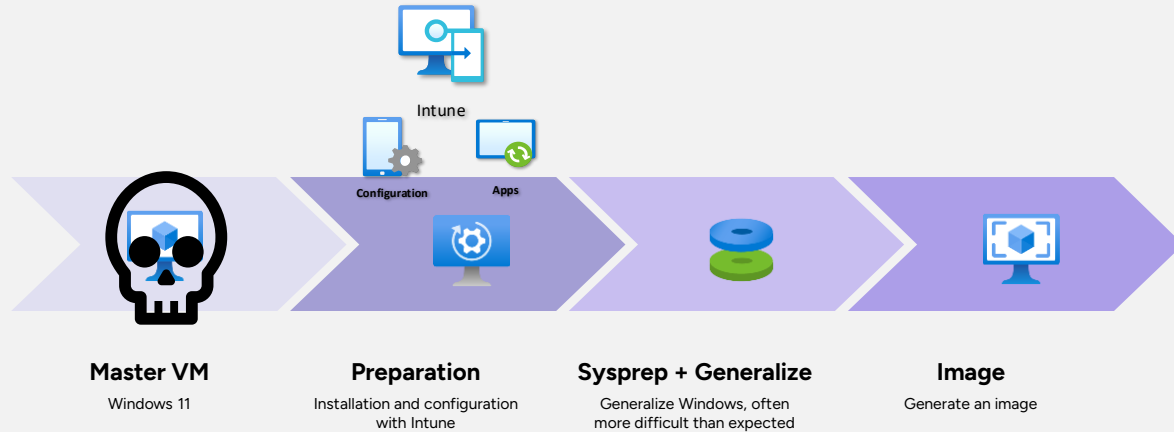 Intune
Configuration
Apps
Master VM
Windows 11
Preparation
Installation and configuration
with Intune
Sysprep + Generalize
Generalize Windows, often
more difficult than expected
Image
Generate an image